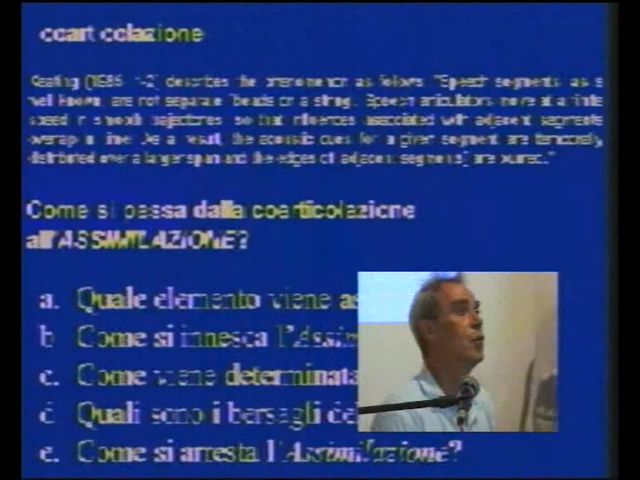 coarticolazione
Keating (1988, 1-2) describes the phenomenon as follows "Speech segments, as is
well known, are not separate "beads on a string. Speech articulators move at a finite
speed in smooth trajectories, so that influences associated with adjacent segments
overlap in time. As a result, the acoustic cues for a given segment are temporally
distributed over a larger span and the edges of adjacent segments] are blurred."
Come si passa dalla coarticolazione
all'ASSIMILAZIONE?
a. Quale elemento viene
b Come si innesca l'Assim
c. Come viene determinata
d. Quali sono i bersagli de
e. Come si arresta l'Assimilazione?